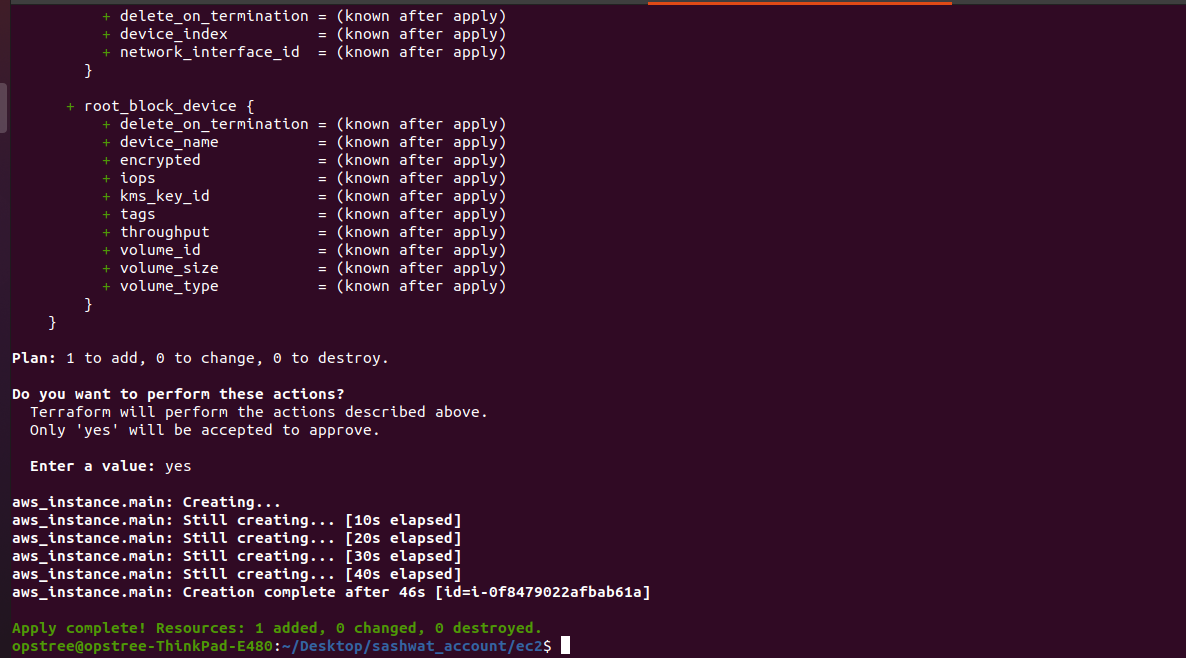 + delete_on_termination = (known after apply)
+ device_index          = (known after apply)
+ network_interface_id  = (known after apply)
}
+ root_block_device {
+ delete_on_termination = (known after apply)
+ device_name           = (known after apply)
+ encrypted             = (known after apply)
+ iops                  = (known after apply)
+ kms_key_id            = (known after apply)
+ tags                  = (known after apply)
+ throughput            = (known after apply)
+ volume_id             = (known after apply)
+ volume_size           = (known after apply)
+ volume_type           = (known after apply)
}
}
Plan: 1 to add, 0 to change, 0 to destroy.
Do you want to perform these actions?
Terraform will perform the actions described above.
Only 'yes' will be accepted to approve.
Enter a value: yes
aws_instance.main: Creating...
aws_instance.main: Still creating... [10s elapsed]
aws_instance.main: Still creating... [20s elapsed]
aws_instance.main: Still creating... [30s elapsed]
aws_instance.main: Still creating... [40s elapsed]
aws_instance.main: Creation complete after 46s [id=i-0f8479022afbab61a]
Apply complete! Resources: 1 added, 0 changed, 0 destroyed.
opstree@opstree-ThinkPad-E480:~/Desktop/sashwat_account/ec2$